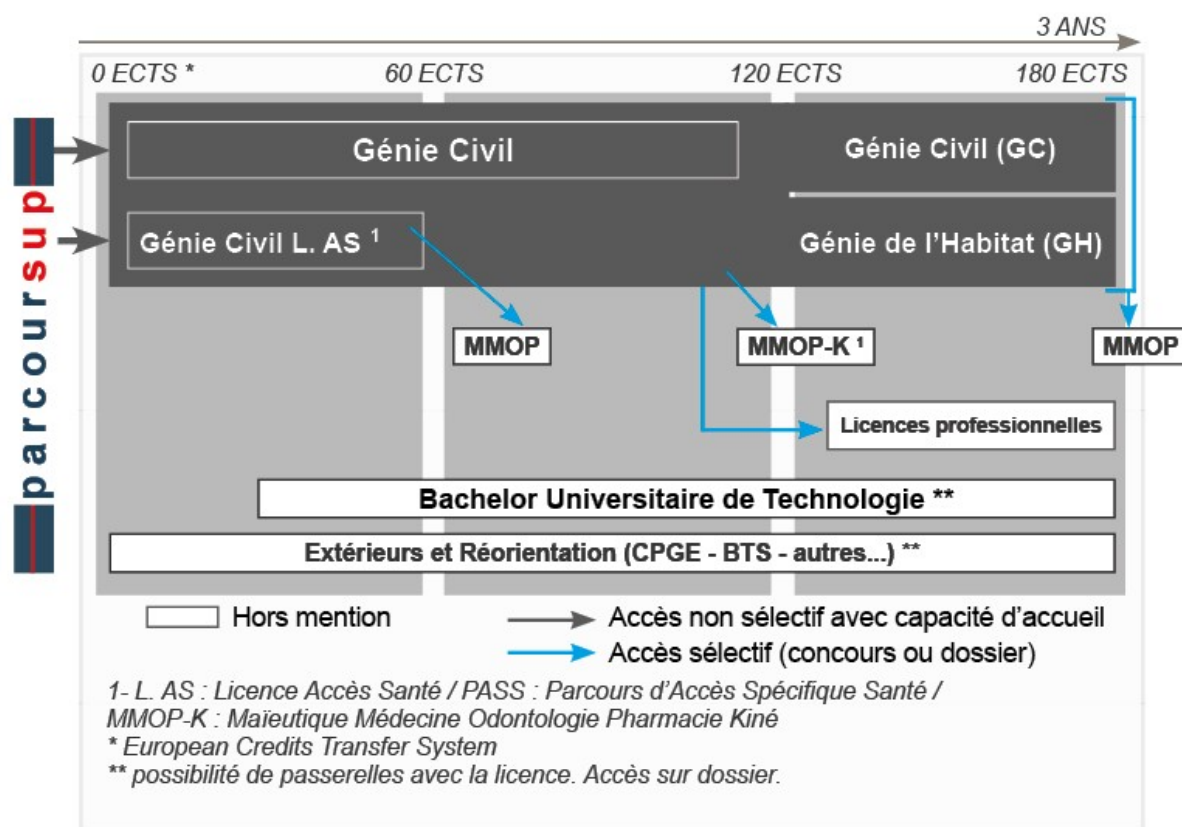 3 ANS
0 ECTS *
60 ECTS
120 ECTS
180 ECTS
parcoursup
Génie Civil
Génie Civil (GC)
Génie Civil L. AS ¹
Génie de l’Habitat (GH)
MMOP
MMOP-K ¹
MMOP
Licences professionnelles
Bachelor Universitaire de Technologie **
Extérieurs et Réorientation (CPGE - BTS - autres...) **
Hors mention
Accès non sélectif avec capacité d’accueil
Accès sélectif (concours ou dossier)
1- L. AS : Licence Accès Santé / PASS : Parcours d’Accès Spécifique Santé /
MMOP-K : Maïeutique Médecine Odontologie Pharmacie Kiné
* European Credits Transfer System
** possibilité de passerelles avec la licence. Accès sur dossier.